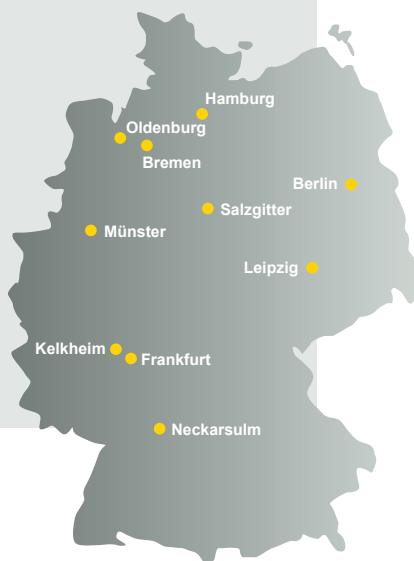 Hamburg
Oldenburg
Bremen
Berlin
Salzgitter
Münster
Leipzig
Kelkheim
Frankfurt
Neckarsulm